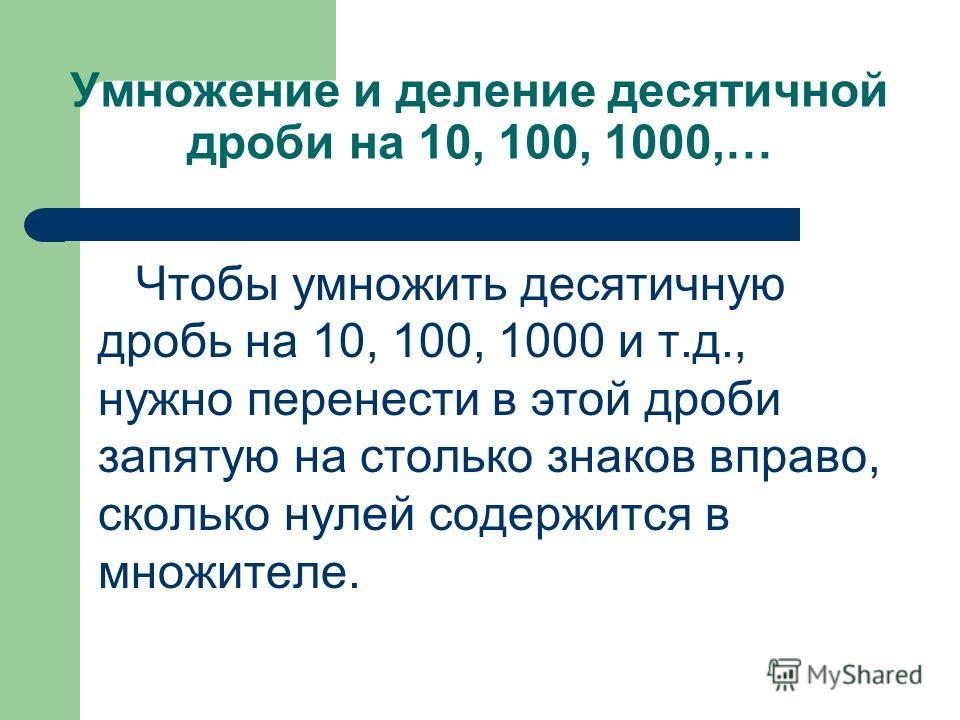 Умножение и деление десятичной
дроби на 10, 100, 1000,…
Чтобы умножить десятичную
дробь на 10, 100, 1000 и т.д.,
нужно перенести в этой дроби
запятую на столько знаков вправо,
сколько нулей содержится в
множителе.
MyShared